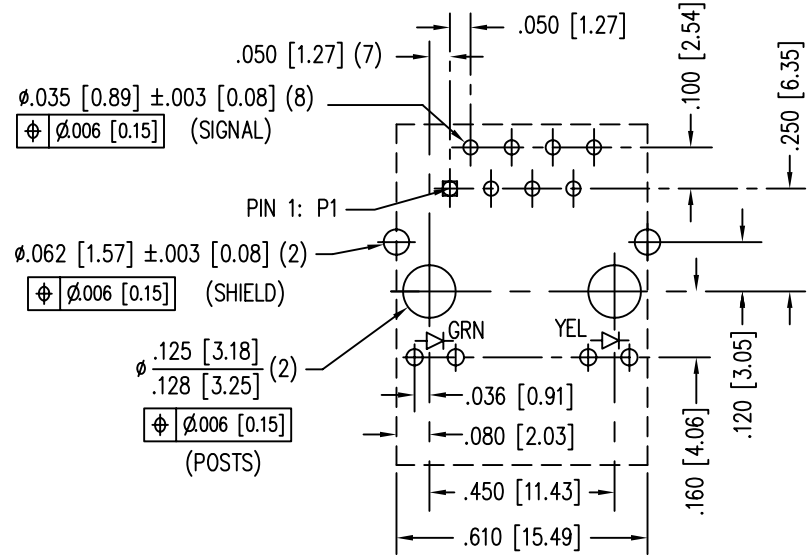 .050 [1.27]
.050 [1.27] (7)
.100 [2.54]
.250 [6.35]
ø.035 [0.89] ±.003 [0.08] (8)
⌖ Ø.006 [0.15] (SIGNAL)
PIN 1: P1
ø.062 [1.57] ±.003 [0.08] (2)
⌖ Ø.006 [0.15] (SHIELD)
GRN
YEL
ø .125 [3.18]
.128 [3.25] (2)
⌖ Ø.006 [0.15]
(POSTS)
.036 [0.91]
.080 [2.03]
.450 [11.43]
.610 [15.49]
.160 [4.06]
.120 [3.05]